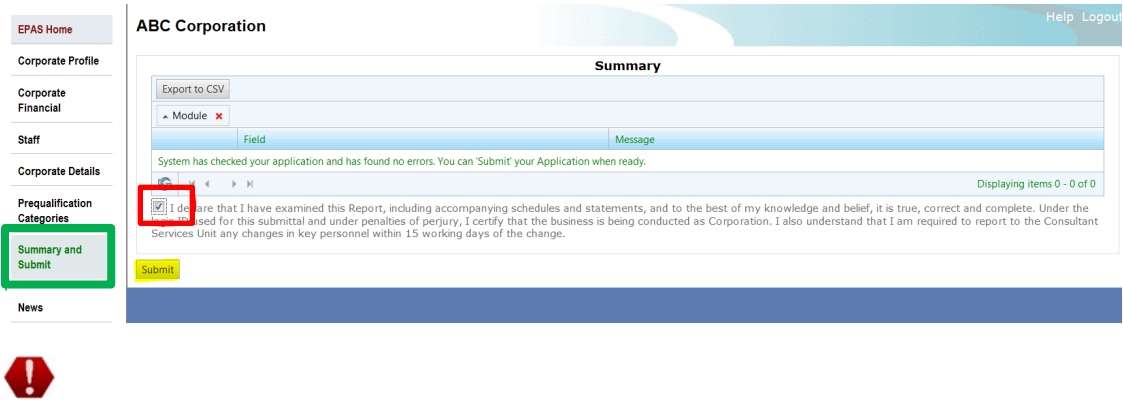 Help Logout
EPAS Home
ABC Corporation
Corporate Profile
Summary
Corporate
Financial
Export to CSV
Module
Staff
Field Message
System has checked your application and has found no errors. You can 'Submit' your Application when ready.
Corporate Details
Displaying items 0 - 0 of 0
Prequalification
Categories
I declare that I have examined this Report, including accompanying schedules and statements, and to the best of my knowledge and belief, it is true, correct and complete. Under the
login ID used for this submittal and under penalties of perjury, I certify that the business is being conducted as Corporation. I also understand that I am required to report to the Consultant
Services Unit any changes in key personnel within 15 working days of the change.
Summary and
Submit
Submit
News